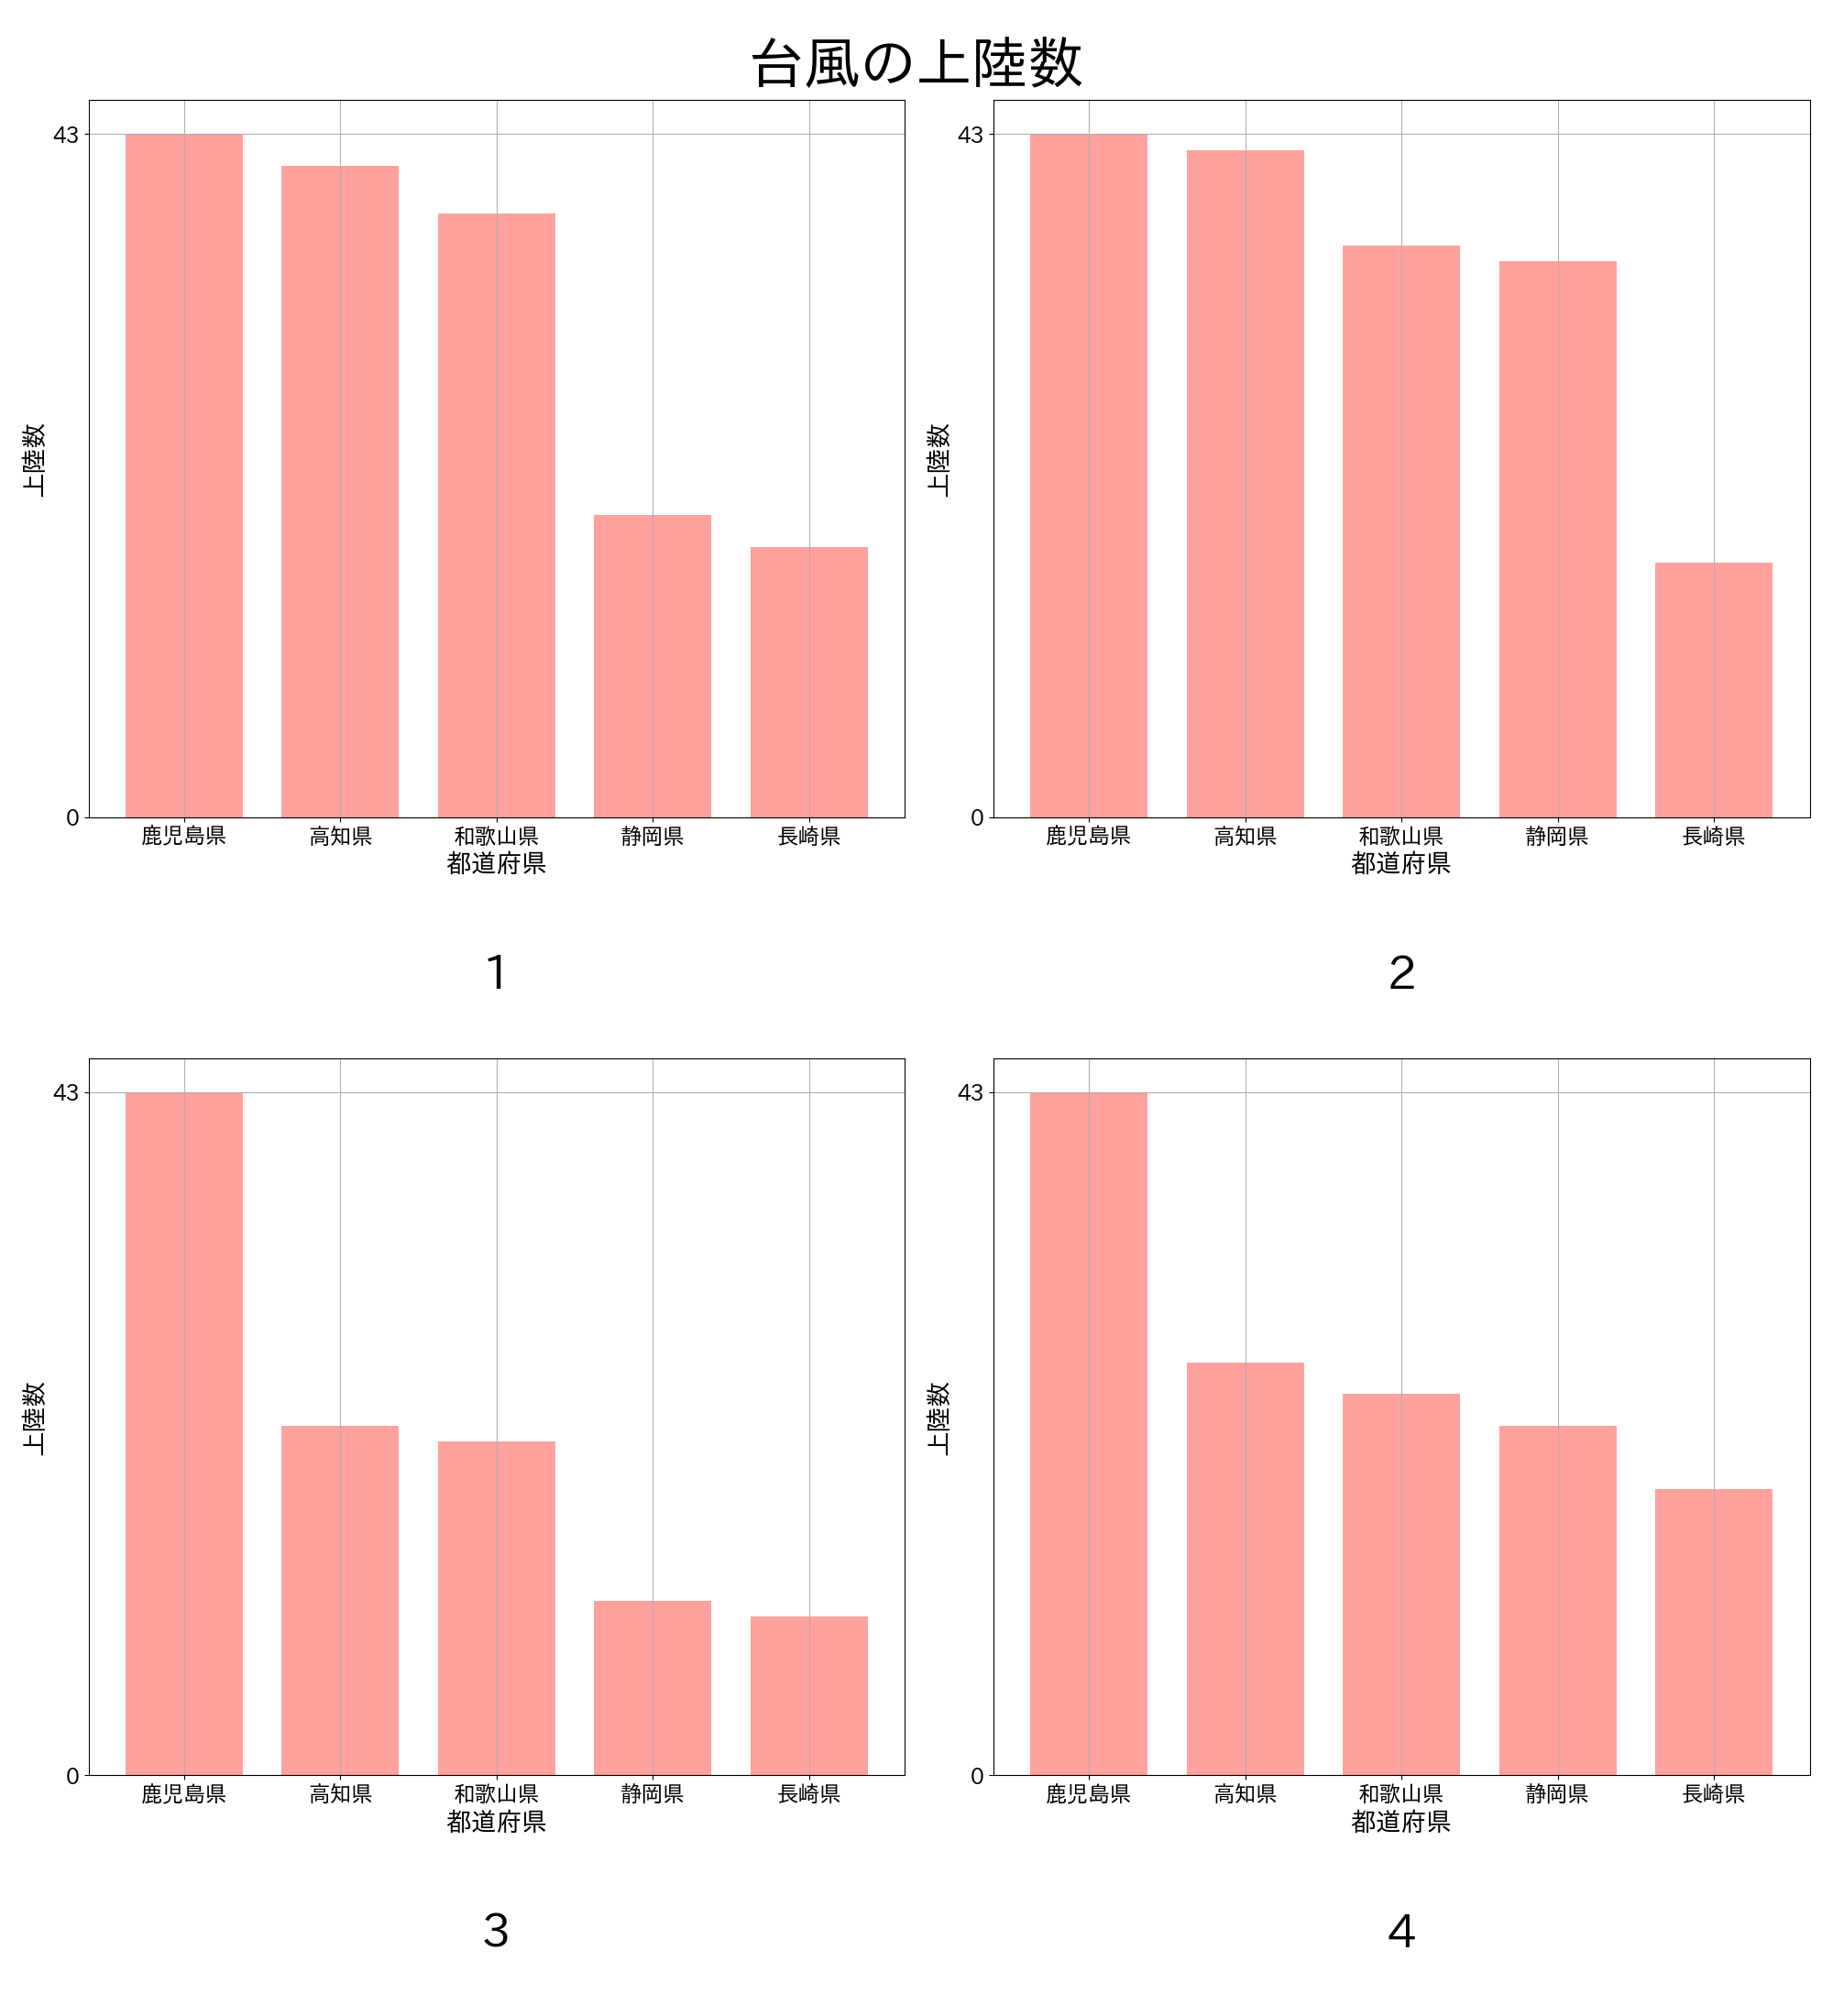 台風の上陸数
43
0
上陸数
鹿児島県 高知県 和歌山県 静岡県 長崎県
都道府県
1
43
0
上陸数
鹿児島県 高知県 和歌山県 静岡県 長崎県
都道府県
2
43
0
上陸数
鹿児島県 高知県 和歌山県 静岡県 長崎県
都道府県
3
43
0
上陸数
鹿児島県 高知県 和歌山県 静岡県 長崎県
都道府県
4